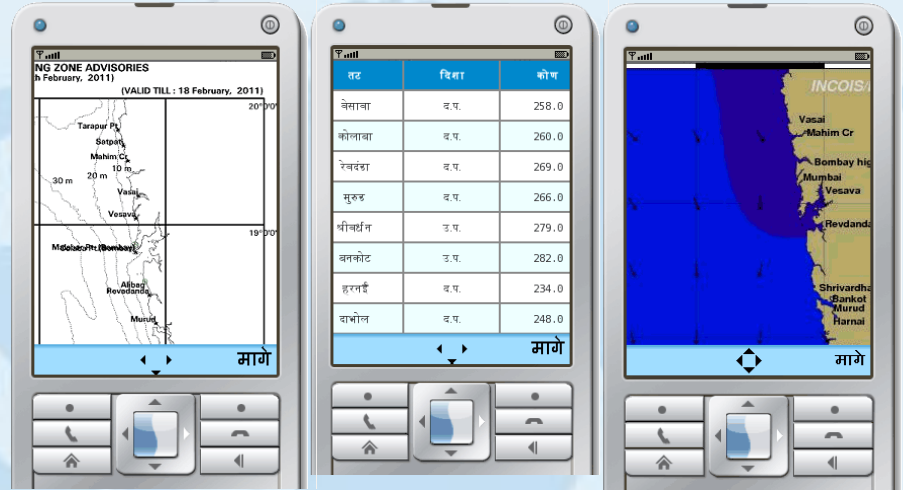 NG ZONE ADVISORIES
h February, 2011)
(VALID TILL : 18 February, 2011)
20°0'0"
Tarapur Pt.
Satpati
Mahim Cr.
10 m
20 m
30 m
Vasai
Vesava
19°0'0"
Alibag
Revadanda
Murud
मागे
तट दिशा कोण
वेसावा द.प. 258.0
कोलाबा द.प. 260.0
रेवदंडा द.प. 269.0
मुरुड द.प. 266.0
श्रीवर्धन उ.प. 279.0
बनकोट उ.प. 282.0
हरनई द.प. 234.0
दाभोल द.प. 248.0
मागे
INCOIS/
Vasai
Mahim Cr
Bombay hig
Mumbai
Vesava
Revdanda
Shrivardha
Bankot
Murud
Harnai
मागे